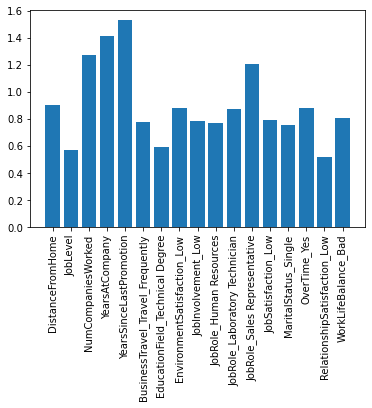 1.6
1.4
1.2
1.0
0.8
0.6
0.4
0.2
0.0
DistanceFromHome
JobLevel
NumCompaniesWorked
YearsAtCompany
YearsSinceLastPromotion
BusinessTravel_Travel_Frequently
EducationField_Technical Degree
EnvironmentSatisfaction_Low
JobInvolvement_Low
JobRole_Human Resources
JobRole_Laboratory Technician
JobRole_Sales Representative
JobSatisfaction_Low
MaritalStatus_Single
OverTime_Yes
RelationshipSatisfaction_Low
WorkLifeBalance_Bad